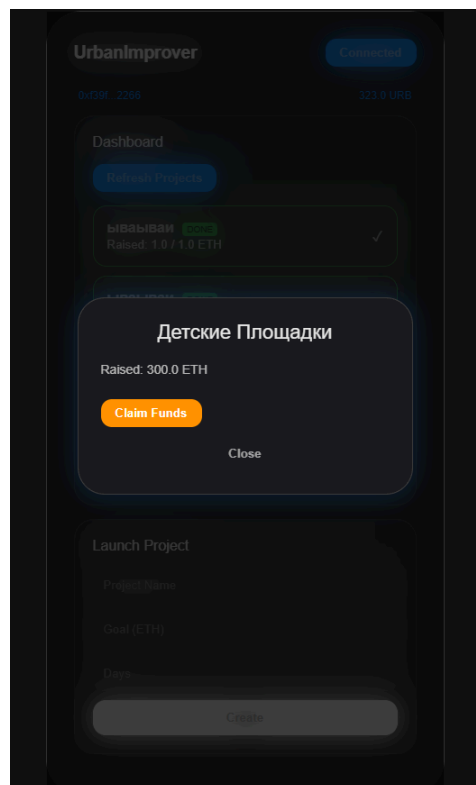 UrbanImprover
Connected
0xf39f...2266
323.0 URB
Dashboard
Refresh Projects
ываываи DONE
Raised: 1.0 / 1.0 ETH
✓
Детские Площадки
Raised: 300.0 ETH
Claim Funds
Close
Launch Project
Project Name
Goal (ETH)
Days
Create